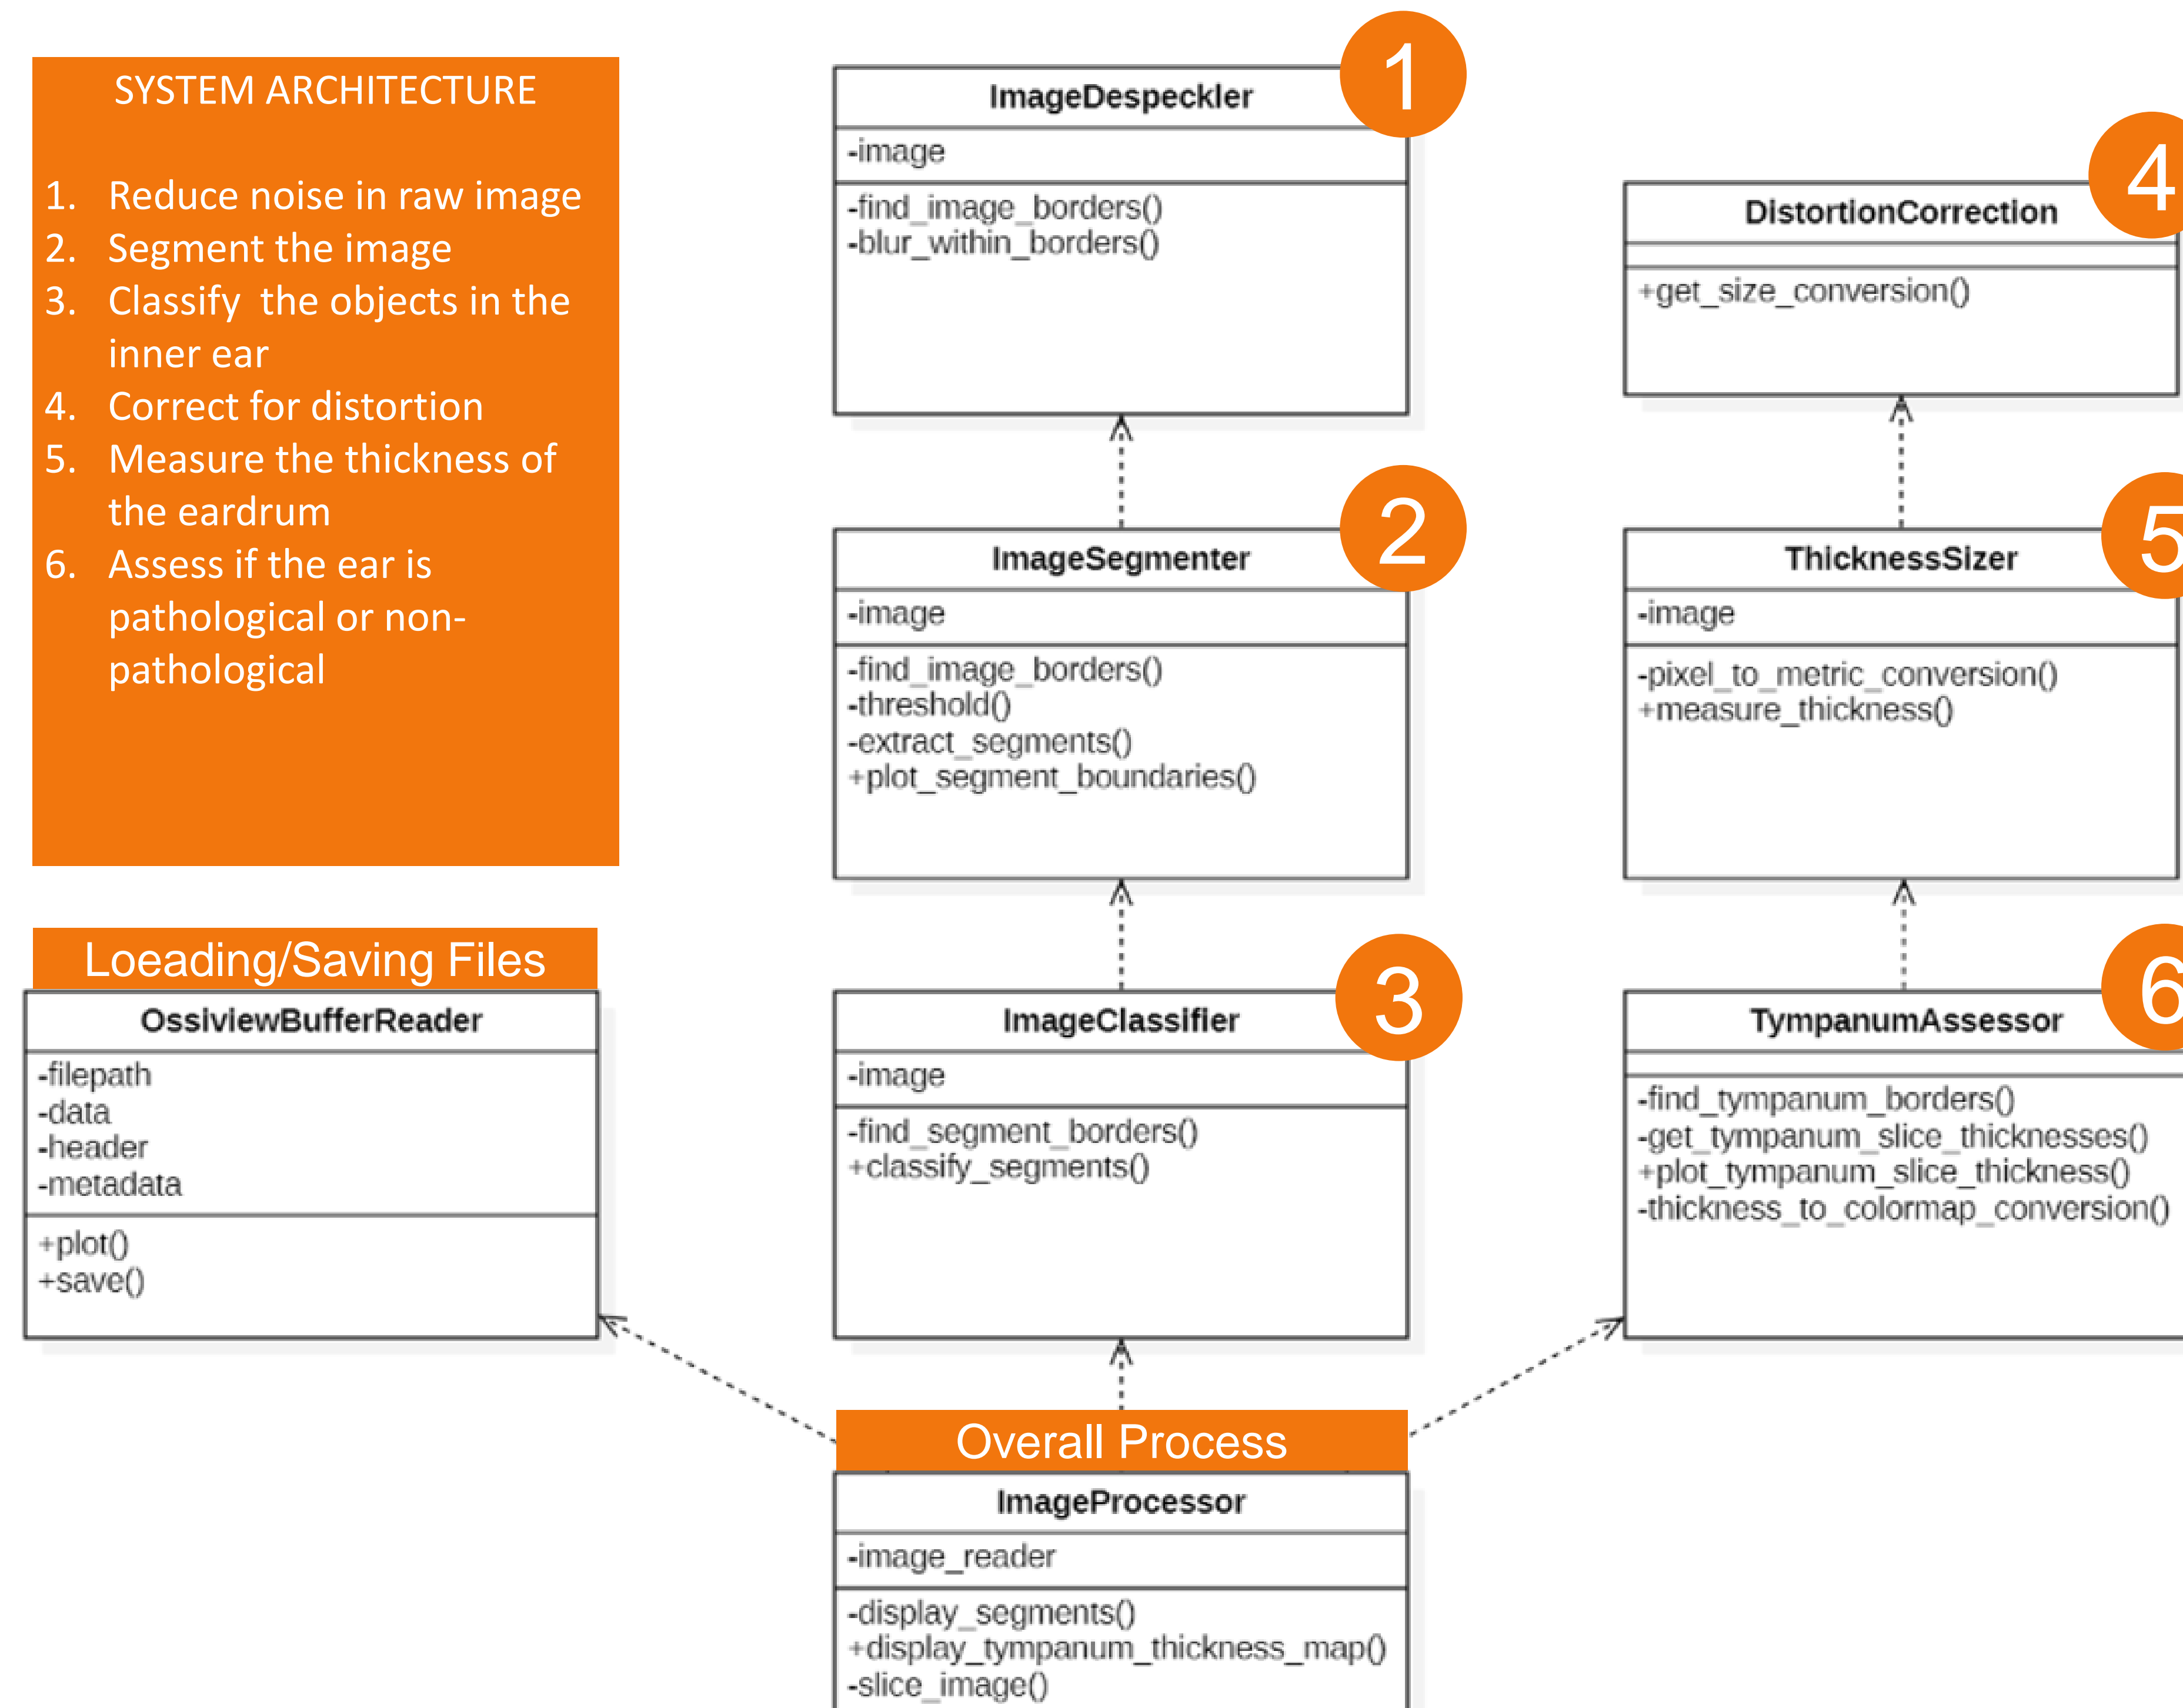 SYSTEM ARCHITECTURE
1. Reduce noise in raw image
2. Segment the image
3. Classify  the objects in the
inner ear
4. Correct for distortion
5. Measure the thickness of
the eardrum
6. Assess if the ear is
pathological or non-
pathological
Loeading/Saving Files
OssiviewBufferReader
-filepath
-data
-header
-metadata
+plot()
+save()
1
ImageDespeckler
-image
-find_image_borders()
-blur_within_borders()
2
ImageSegmenter
-image
-find_image_borders()
-threshold()
-extract_segments()
+plot_segment_boundaries()
3
ImageClassifier
-image
-find_segment_borders()
+classify_segments()
Overall Process
ImageProcessor
-image_reader
-display_segments()
+display_tympanum_thickness_map()
-slice_image()
4
DistortionCorrection
+get_size_conversion()
5
ThicknessSizer
-image
-pixel_to_metric_conversion()
+measure_thickness()
6
TympanumAssessor
-find_tympanum_borders()
-get_tympanum_slice_thicknesses()
+plot_tympanum_slice_thickness()
-thickness_to_colormap_conversion()